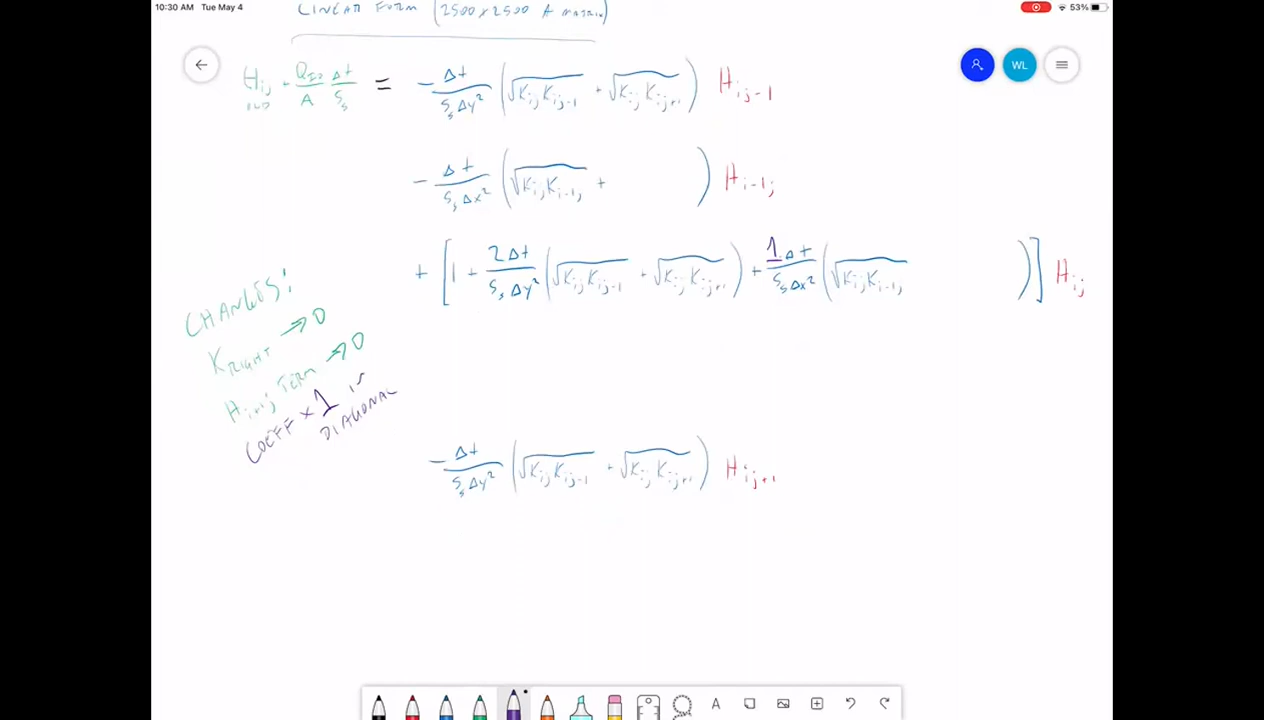 10:30 AM Tue May 4 53%
LINEAR FORM (2500 x 2500 A MATRIX)
WL
H_ij OLD + Q_IJ/A Δt/S_s = - Δt/(S_s Δy²) (√(K_ij K_ij-1) + √(K_ij K_ij+1)) H_ij-1
- Δt/(S_s Δx²) (√(K_ij K_i-1j) + ) H_i-1j
+ [1 + 2Δt/(S_s Δy²) (√(K_ij K_ij-1) + √(K_ij K_ij+1)) + 1Δt/(S_s Δx²) (√(K_ij K_i-1j) )] H_ij
CHANGES!
K_RIGHT → 0
H_i+1j TERM → 0
COEFF x 1 in
DIAGONAL
- Δt/(S_s Δy²) (√(K_ij K_ij-1) + √(K_ij K_ij+1)) H_ij+1
A